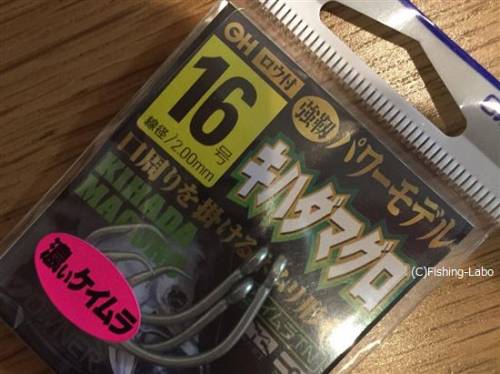 OH
ロウ付
16号
線径/2.00mm
強靱
パワーモデル
キハダマグロ
口周りを掛ける
KIHADA
濃いケイムラ
(C)Fishing-Labo